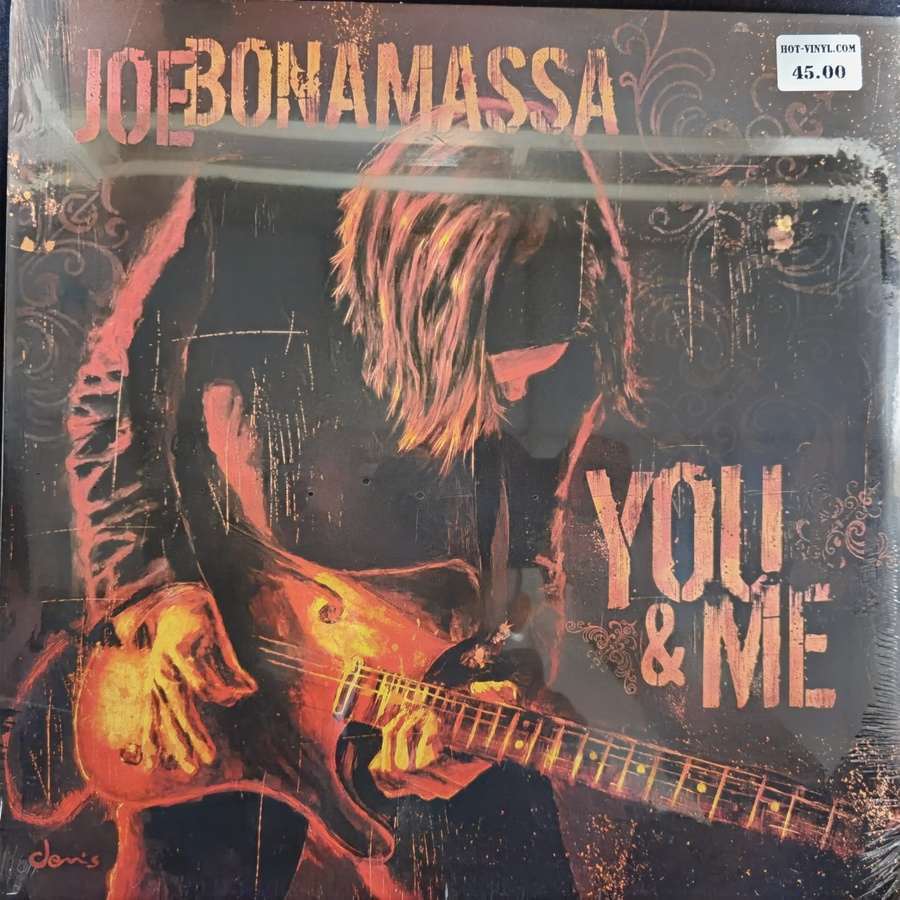 JOE BONAMASSA
HOT-VINYL.COM
45.00
YOU
& ME
denis